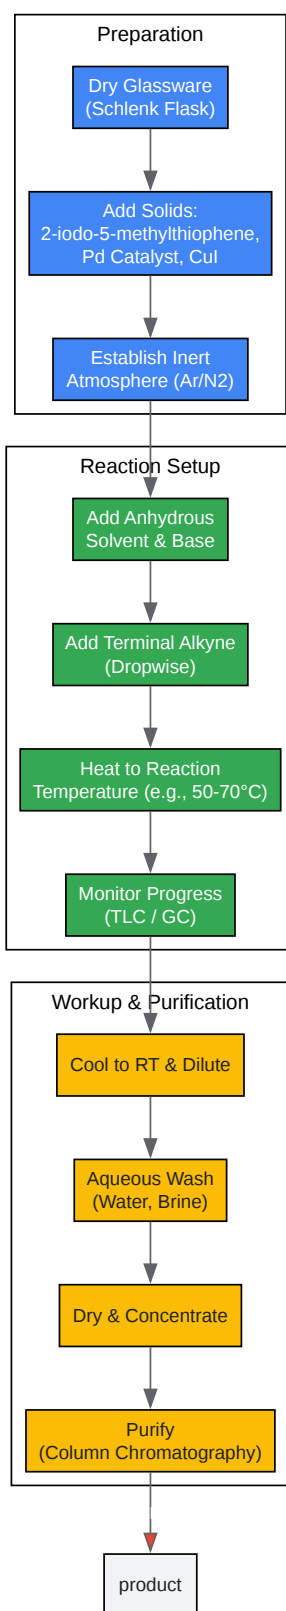 Preparation
Dry Glassware
(Schlenk Flask)
Add Solids:
2-iodo-5-methylthiophene,
Pd Catalyst, CuI
Establish Inert
Atmosphere (Ar/N2)
Reaction Setup
Add Anhydrous
Solvent & Base
Add Terminal Alkyne
(Dropwise)
Heat to Reaction
Temperature (e.g., 50-70°C)
Monitor Progress
(TLC / GC)
Workup & Purification
Cool to RT & Dilute
Aqueous Wash
(Water, Brine)
Dry & Concentrate
Purify
(Column Chromatography)
product